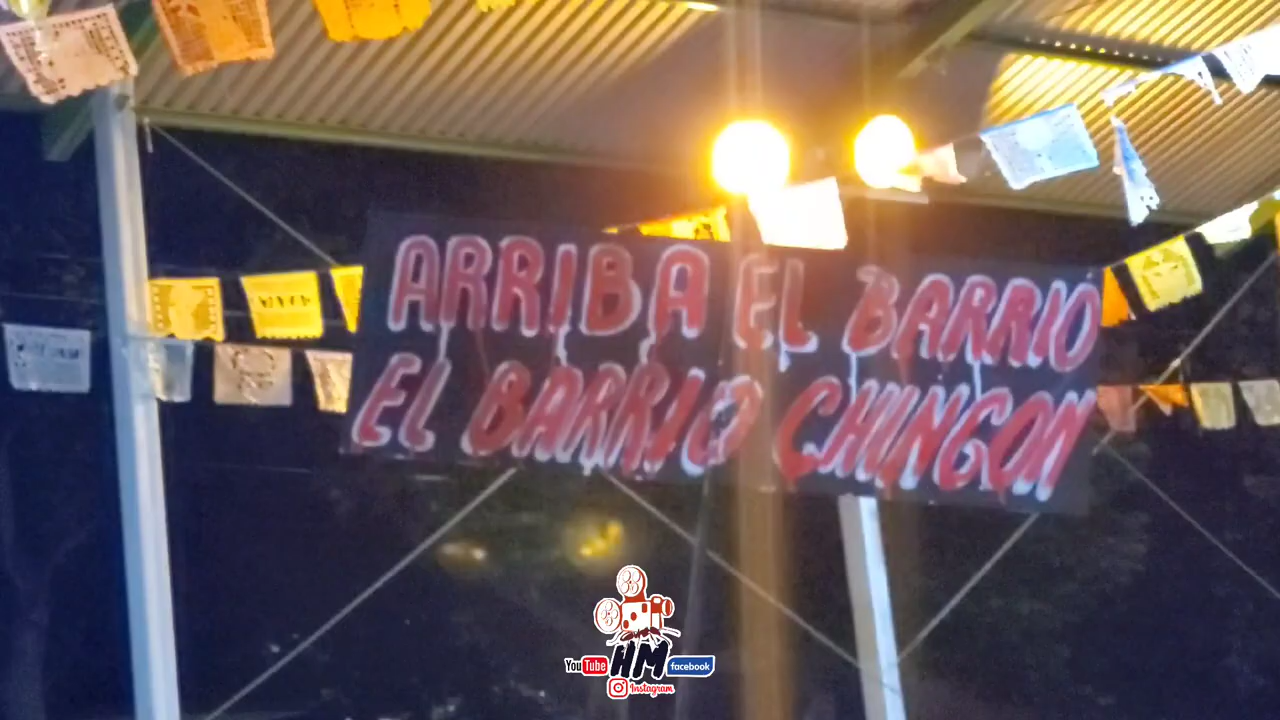 ARRIBA EL BARRIO
EL BARRIO CHINGON
YouTube HM facebook
Instagram